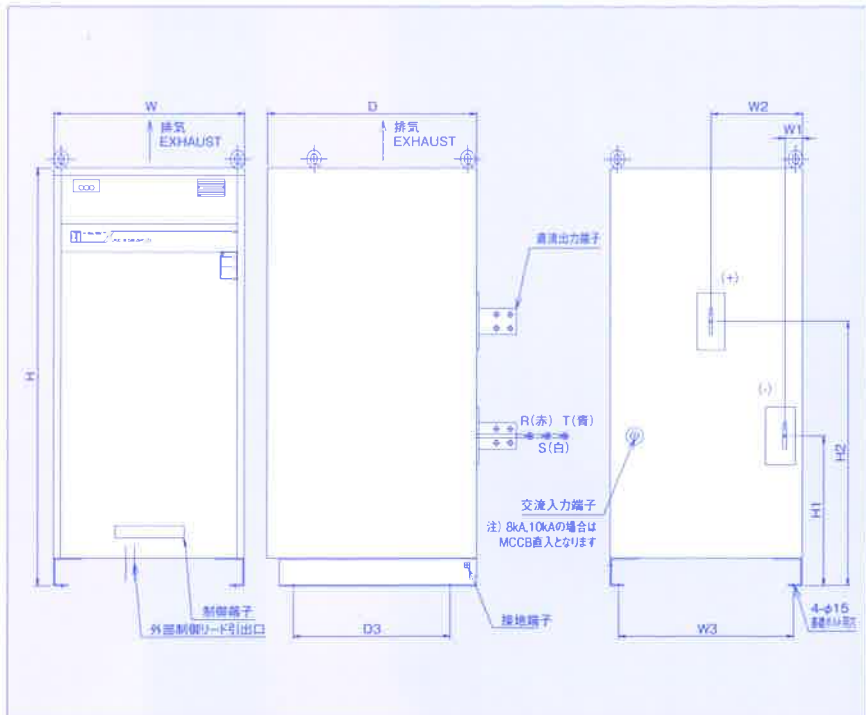 W
排気
EXHAUST
D
排気
EXHAUST
W2
W1
直流出力端子
(+)
(-)
H
R(赤) T(青)
S(白)
交流入力端子
注) 8kA,10kAの場合は
MCCB直入となります
H2
H1
制御端子
外部制御リード引出口
D3
接地端子
W3
4-φ15